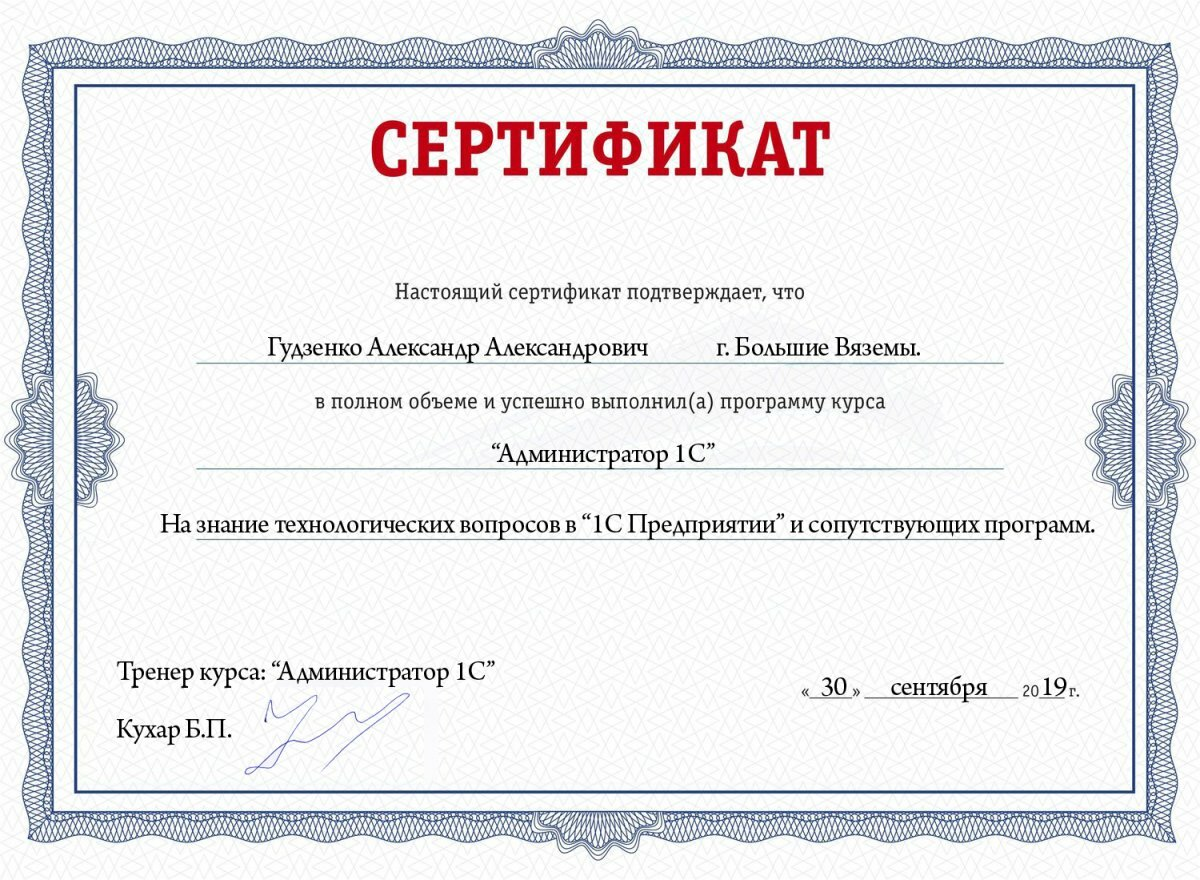 СЕРТИФИКАТ
Настоящий сертификат подтверждает, что
Гудзенко Александр Александрович г. Большие Вяземы.
в полном объеме и успешно выполнил(а) программу курса
“Администратор 1С”
На знание технологических вопросов в “1С Предприятии” и сопутствующих программ.
Тренер курса: “Администратор 1С”
« 30 » сентября 2019 г.
Кухар Б.П.